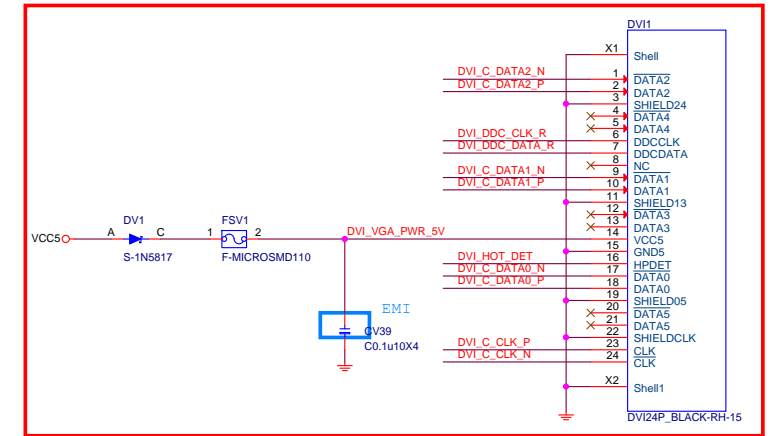 DVI1
X1 Shell
DVI_C_DATA2_N 1 DATA2
DVI_C_DATA2_P 2 DATA2
3 SHIELD24
4 DATA4
5 DATA4
DVI_DDC_CLK_R 6 DDCCLK
DVI_DDC_DATA_R 7 DDCDATA
8 NC
DVI_C_DATA1_N 9 DATA1
DVI_C_DATA1_P 10 DATA1
11 SHIELD13
12 DATA3
13 DATA3
VCC5 A DV1 C 1 FSV1 2 DVI_VGA_PWR_5V 14 VCC5
S-1N5817 F-MICROSMD110
15 GND5
DVI_HOT_DET 16 HPDET
DVI_C_DATA0_N 17 DATA0
DVI_C_DATA0_P 18 DATA0
19 SHIELD05
EMI
20 DATA5
21 DATA5
CV39
C0.1u10X4
22 SHIELDCLK
DVI_C_CLK_P 23 CLK
DVI_C_CLK_N 24 CLK
X2 Shell1
DVI24P_BLACK-RH-15